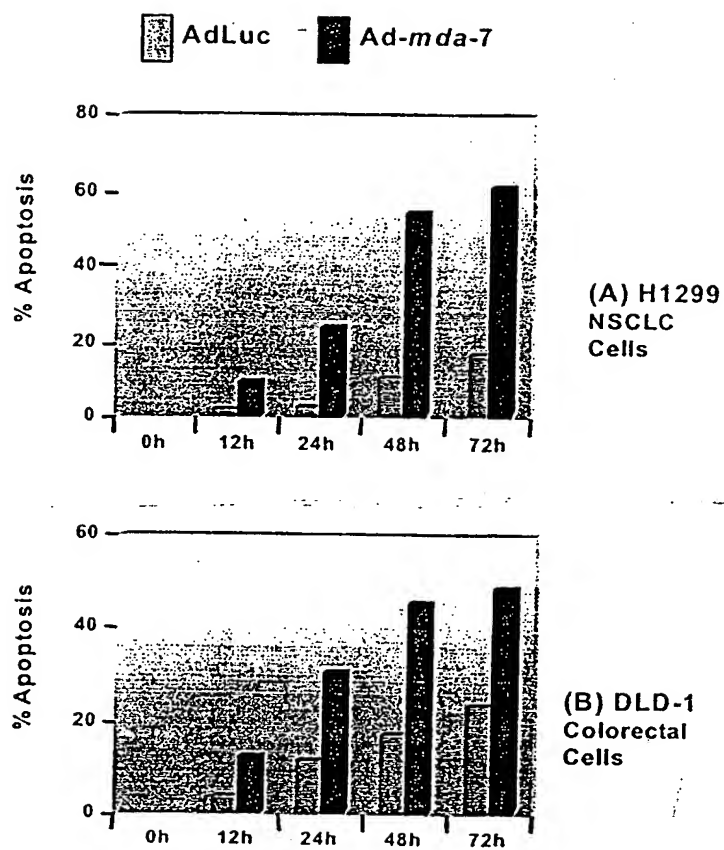 AdLuc Ad-mda-7
80
60
40
20
0
% Apoptosis
0h 12h 24h 48h 72h
(A) H1299
NSCLC
Cells
60
40
20
0
% Apoptosis
0h 12h 24h 48h 72h
(B) DLD-1
Colorectal
Cells